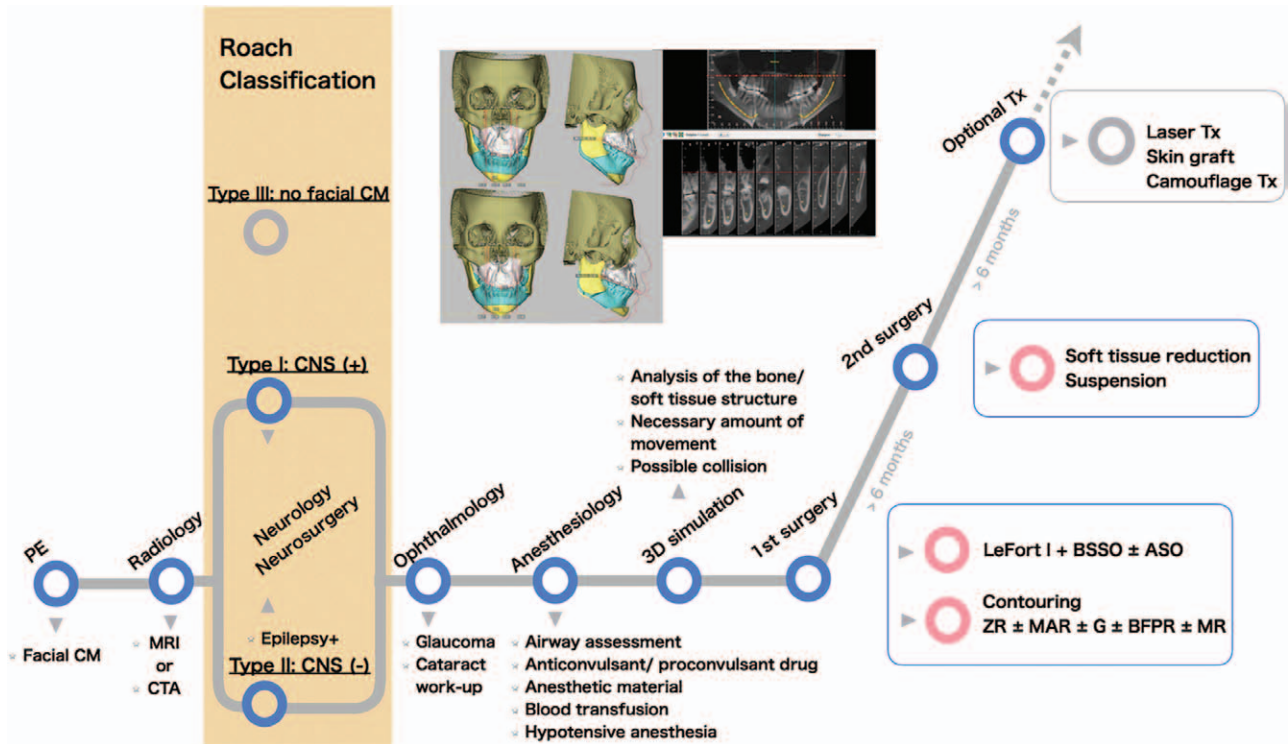 Roach
Classification
Type III: no facial CM
Type I: CNS (+)
Neurology
Neurosurgery
Epilepsy+
Type II: CNS (-)
PE
Facial CM
Radiology
MRI
or
CTA
Ophthalmology
Glaucoma
Cataract
work-up
Anesthesiology
Airway assessment
Anticonvulsant/ proconvulsant drug
Anesthetic material
Blood transfusion
Hypotensive anesthesia
3D simulation
Analysis of the bone/
soft tissue structure
Necessary amount of
movement
Possible collision
1st surgery
LeFort I + BSSO ± ASO
Contouring
ZR ± MAR ± G ± BFPR ± MR
> 6 months
2nd surgery
Soft tissue reduction
Suspension
> 6 months
Optional Tx
Laser Tx
Skin graft
Camouflage Tx